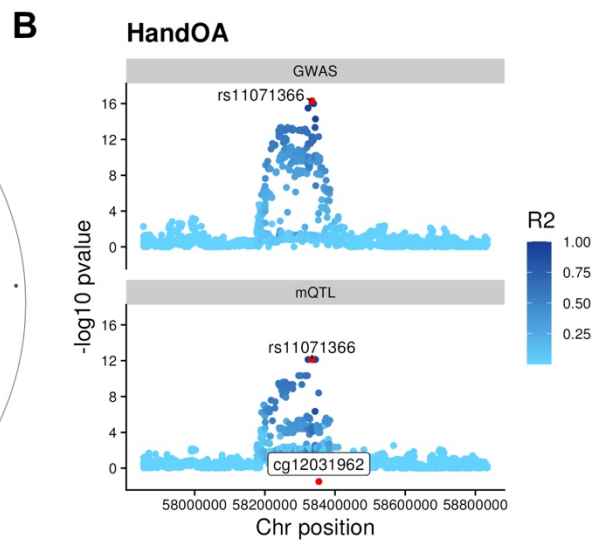 B
HandOA
GWAS
rs11071366
16
12
8
4
0
-log10 pvalue
mQTL
rs11071366
16
12
8
4
0
cg12031962
58000000 58200000 58400000 58600000 58800000
Chr position
R2
1.00
0.75
0.50
0.25